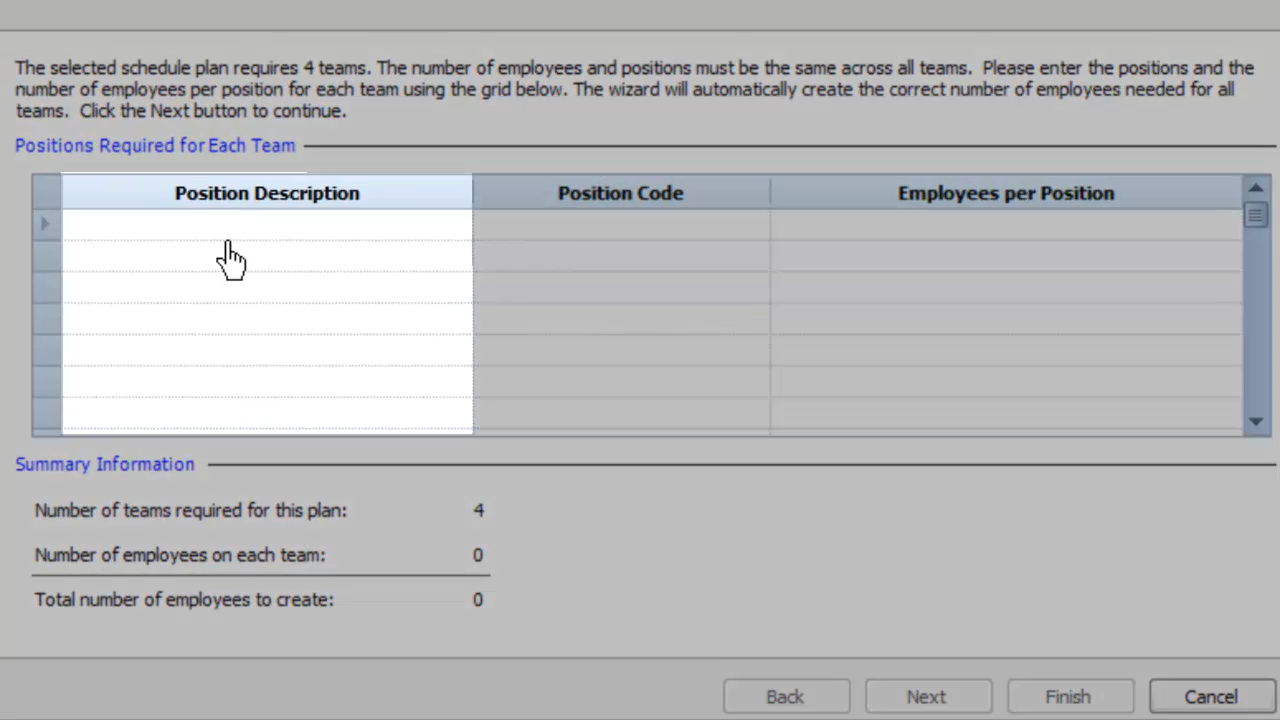 The selected schedule plan requires 4 teams. The number of employees and positions must be the same across all teams.  Please enter the positions and the
number of employees per position for each team using the grid below. The wizard will automatically create the correct number of employees needed for all
teams.  Click the Next button to continue.
Positions Required for Each Team
Position Description Position Code Employees per Position
Summary Information
Number of teams required for this plan: 4
Number of employees on each team: 0
Total number of employees to create: 0
Back Next Finish Cancel